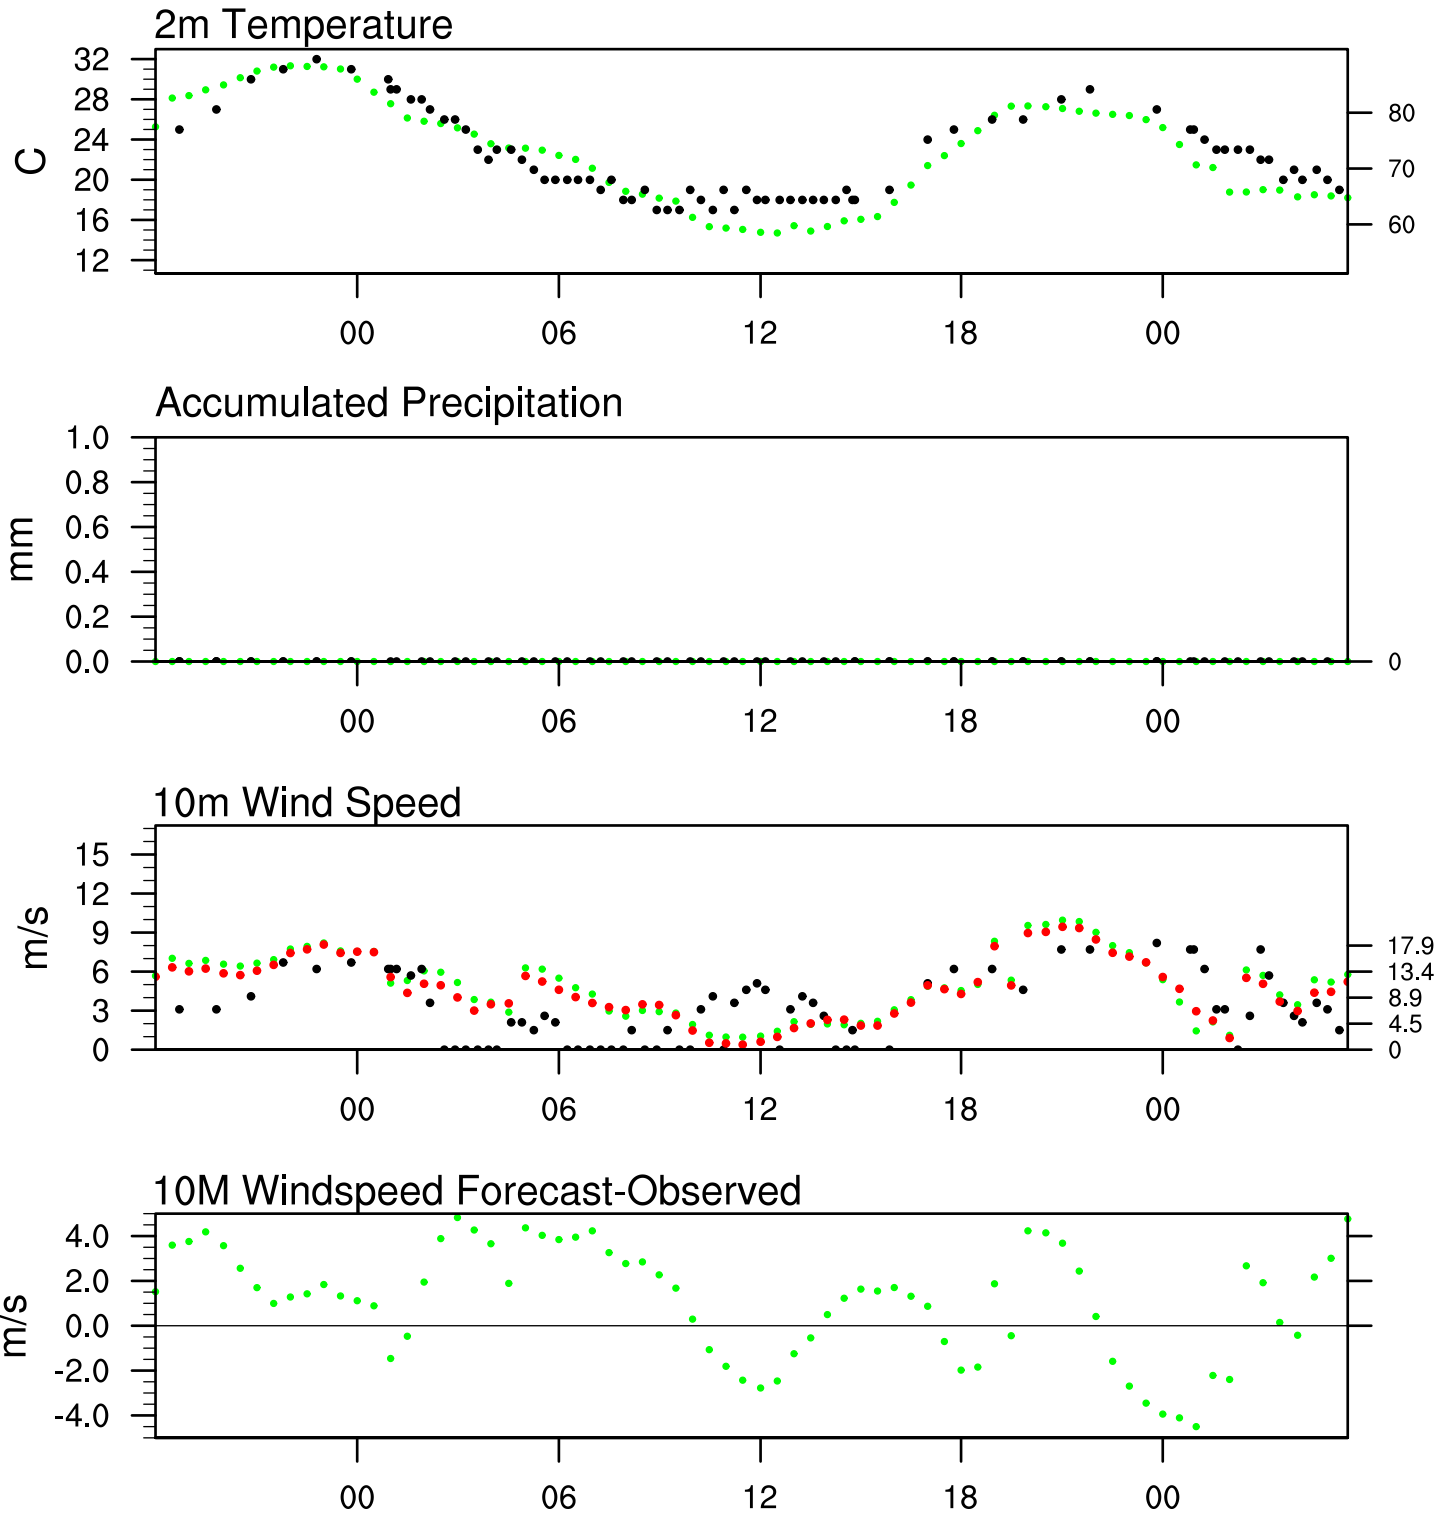 2m Temperature
32
28
24
20
16
12
C
80
70
60
00 06 12 18 00
Accumulated Precipitation
1.0
0.8
0.6
0.4
0.2
0.0
mm
0
00 06 12 18 00
10m Wind Speed
15
12
9
6
3
0
m/s
17.9
13.4
8.9
4.5
0
00 06 12 18 00
10M Windspeed Forecast-Observed
4.0
2.0
0.0
-2.0
-4.0
m/s
00 06 12 18 00